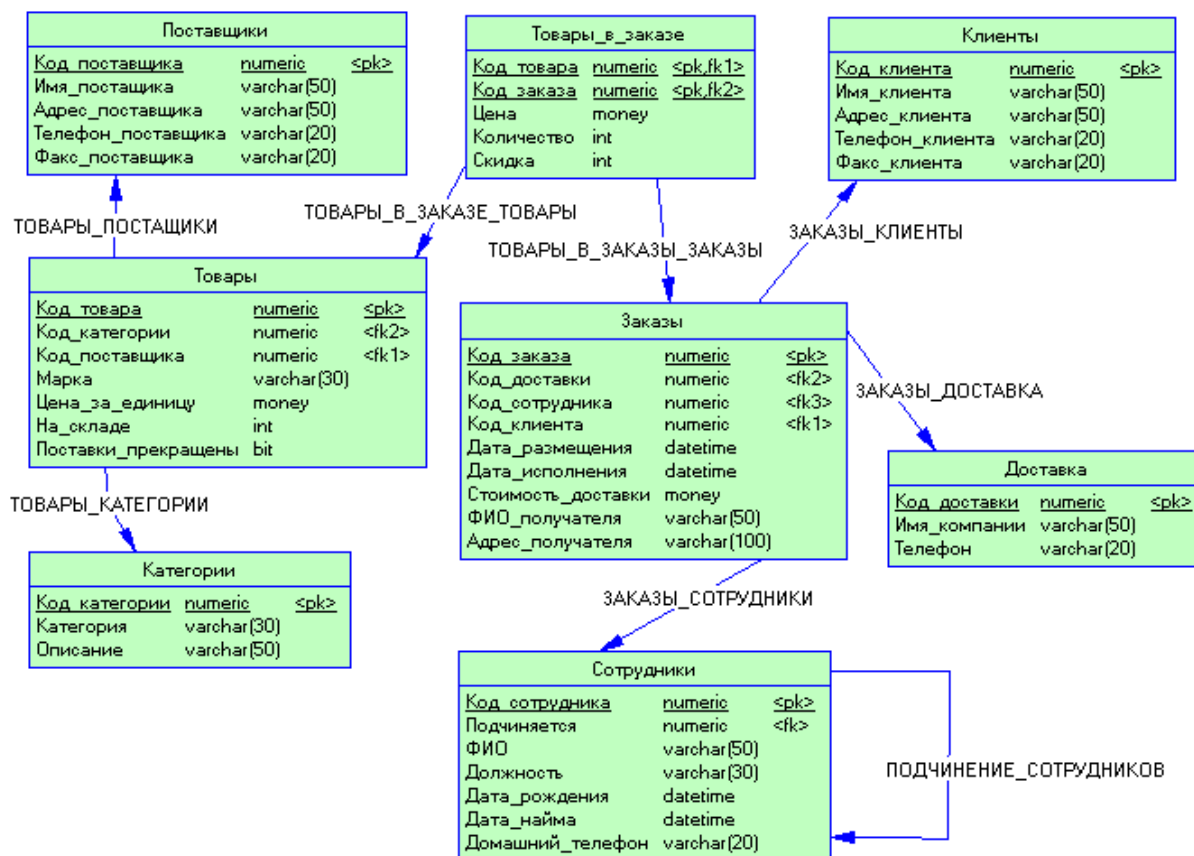 Поставщики
Код_поставщика numeric <pk>
Имя_постащика varchar(50)
Адрес_поставщика varchar(50)
Телефон_поставщика varchar(20)
Факс_поставщика varchar(20)
Товары_в_заказе
Код_товара numeric <pk,fk1>
Код_заказа numeric <pk,fk2>
Цена money
Количество int
Скидка int
Клиенты
Код_клиента numeric <pk>
Имя_клиента varchar(50)
Адрес_клиента varchar(50)
Телефон_клиента varchar(20)
Факс_клиента varchar(20)
ТОВАРЫ_ПОСТАЩИКИ
ТОВАРЫ_В_ЗАКАЗЕ_ТОВАРЫ
ТОВАРЫ_В_ЗАКАЗЫ_ЗАКАЗЫ
ЗАКАЗЫ_КЛИЕНТЫ
Товары
Код_товара numeric <pk>
Код_категории numeric <fk2>
Код_поставщика numeric <fk1>
Марка varchar(30)
Цена_за_единицу money
На_складе int
Поставки_прекращены bit
Заказы
Код_заказа numeric <pk>
Код_доставки numeric <fk2>
Код_сотрудника numeric <fk3>
Код_клиента numeric <fk1>
Дата_размещения datetime
Дата_исполнения datetime
Стоимость_доставки money
ФИО_получателя varchar(50)
Адрес_получателя varchar(100)
ЗАКАЗЫ_ДОСТАВКА
Доставка
Код_доставки numeric <pk>
Имя_компании varchar(50)
Телефон varchar(20)
ТОВАРЫ_КАТЕГОРИИ
Категории
Код_категории numeric <pk>
Категория varchar(30)
Описание varchar(50)
ЗАКАЗЫ_СОТРУДНИКИ
Сотрудники
Код_сотрудника numeric <pk>
Подчиняется numeric <fk>
ФИО varchar(50)
Должность varchar(30)
Дата_рождения datetime
Дата_найма datetime
Домашний_телефон varchar(20)
ПОДЧИНЕНИЕ_СОТРУДНИКОВ